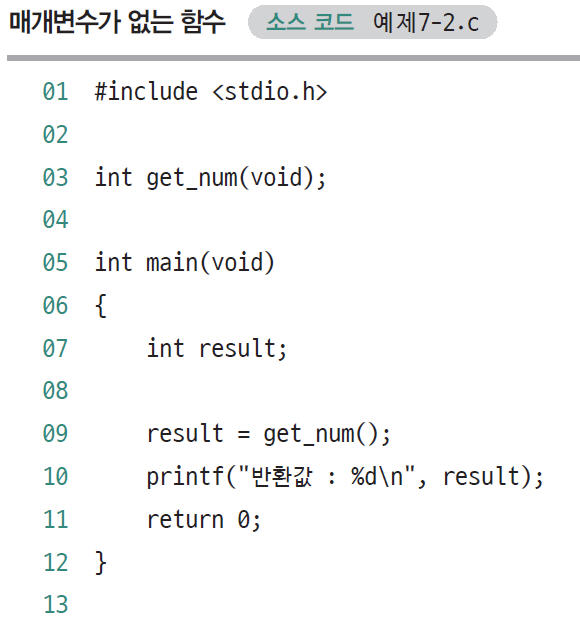 매개변수가 없는 함수 소스 코드 예제7-2.c
01 #include <stdio.h>
02
03 int get_num(void);
04
05 int main(void)
06 {
07     int result;
08
09     result = get_num();
10     printf("반환값 : %d\n", result);
11     return 0;
12 }
13